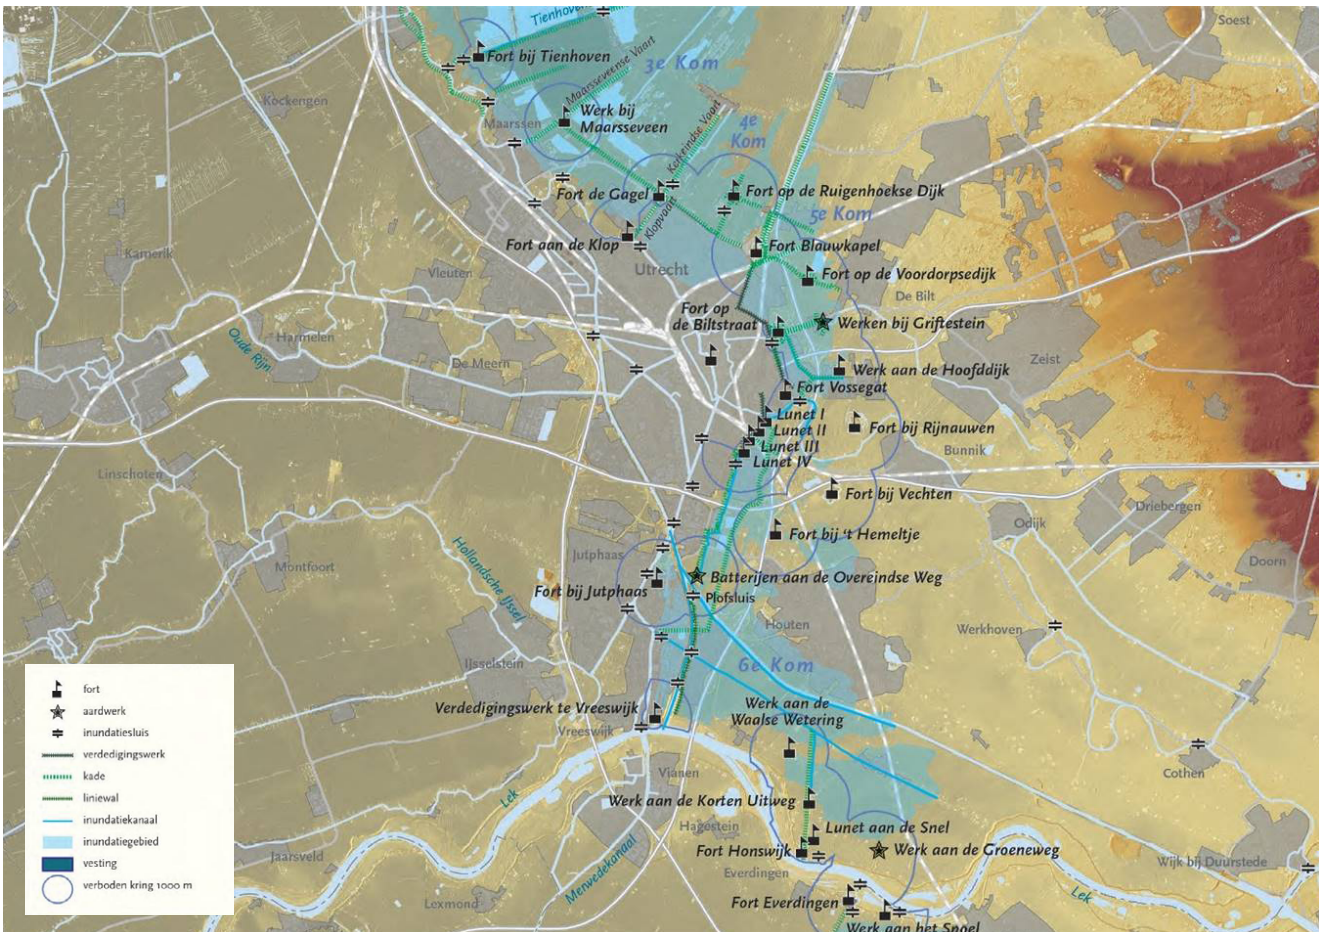 Tienhoven
Soest
Fort bij Tienhoven
3e Kom
Maarsseveense Vaart
Kockengen
Werk bij
Maarsseveen
Maarssen
Kerkeindse Vaart
4e
Kom
Fort de Gagel
Fort op de Ruigenhoekse Dijk
5e Kom
Klopvaart
Fort aan de Klop
Fort Blauwkapel
Kamerik
Vleuten
Utrecht
Fort op de Voordorpsedijk
De Bilt
Fort op
de Biltstraat
Werken bij Griftestein
Oude Rijn
Harmelen
De Meern
Zeist
Werk aan de Hoofddijk
Fort Vossegat
Lunet I
Lunet II
Lunet III
Lunet IV
Fort bij Rijnauwen
Bunnik
Linschoten
Fort bij Vechten
Driebergen
Odijk
Fort bij 't Hemeltje
Hollandsche IJssel
Jutphaas
Montfoort
Doorn
Batterijen aan de Overeindse Weg
Fort bij Jutphaas
Plofsluis
Houten
Werkhoven
IJsselstein
6e Kom
Verdedigingswerk te Vreeswijk
Werk aan de
Waalse Wetering
Vreeswijk
Vianen
Cothen
Lek
Werk aan de Korten Uitweg
Hagestein
Lunet aan de Snel
Fort Honswijk
Werk aan de Groeneweg
Jaarsveld
Everdingen
Wijk bij Duurstede
Merwedekanaal
Lexmond
Fort Everdingen
Lek
Werk aan het Spoel
fort
aardwerk
inundatiesluis
verdedigingswerk
kade
liniewal
inundatiekanaal
inundatiegebied
vesting
verboden kring 1000 m